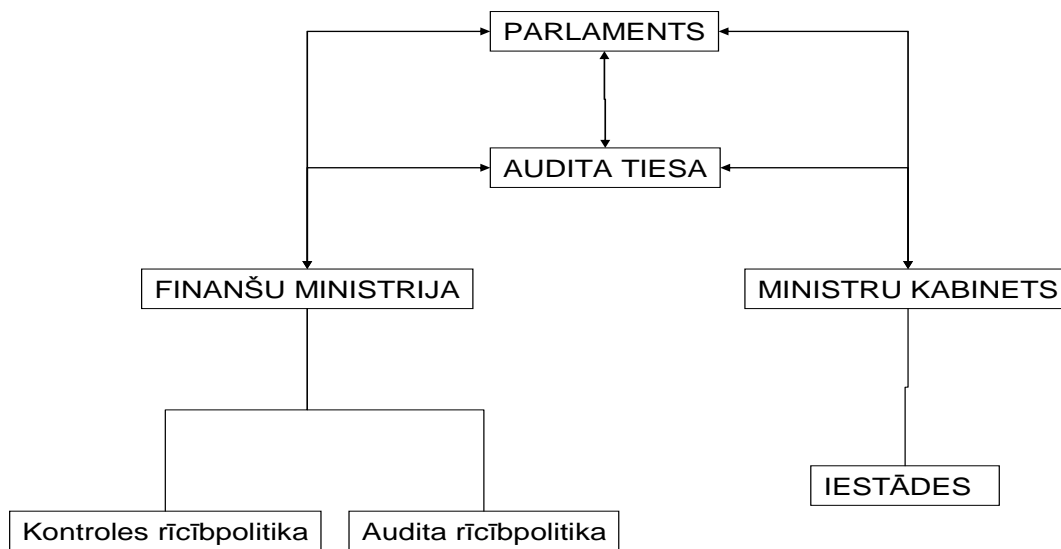 PARLAMENTS
AUDITA TIESA
FINANŠU MINISTRIJA
MINISTRU KABINETS
IESTĀDES
Kontroles rīcībpolitika
Audita rīcībpolitika